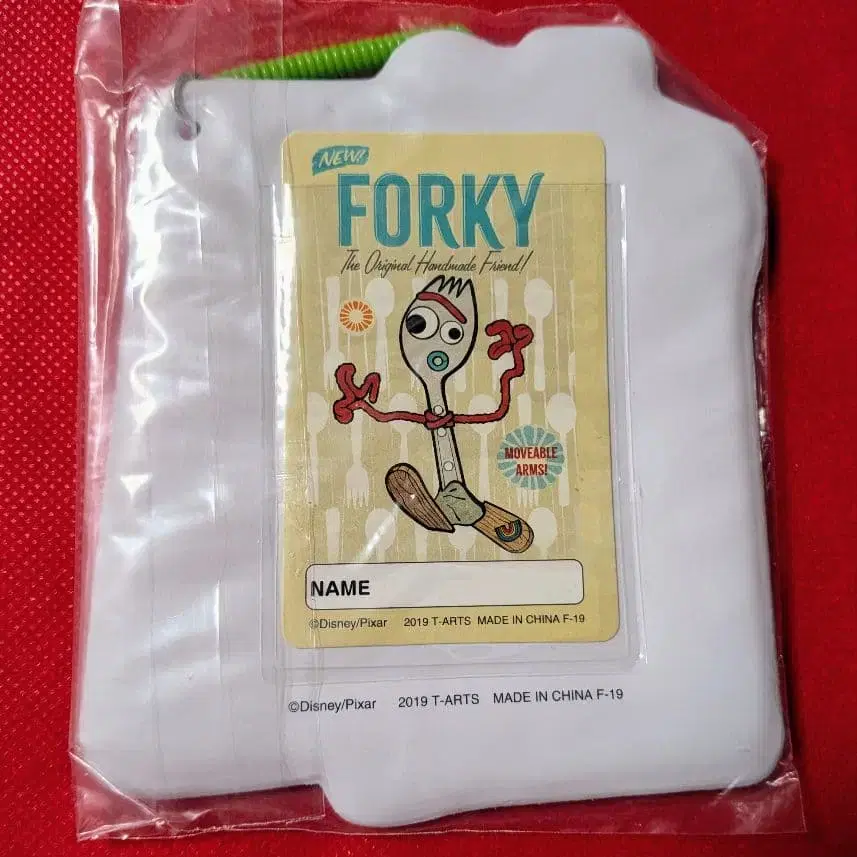 NEW!
FORKY
The Original Handmade Friend!
MOVEABLE
ARMS!
NAME
©Disney/Pixar 2019 T-ARTS MADE IN CHINA F-19
©Disney/Pixar 2019 T-ARTS MADE IN CHINA F-19